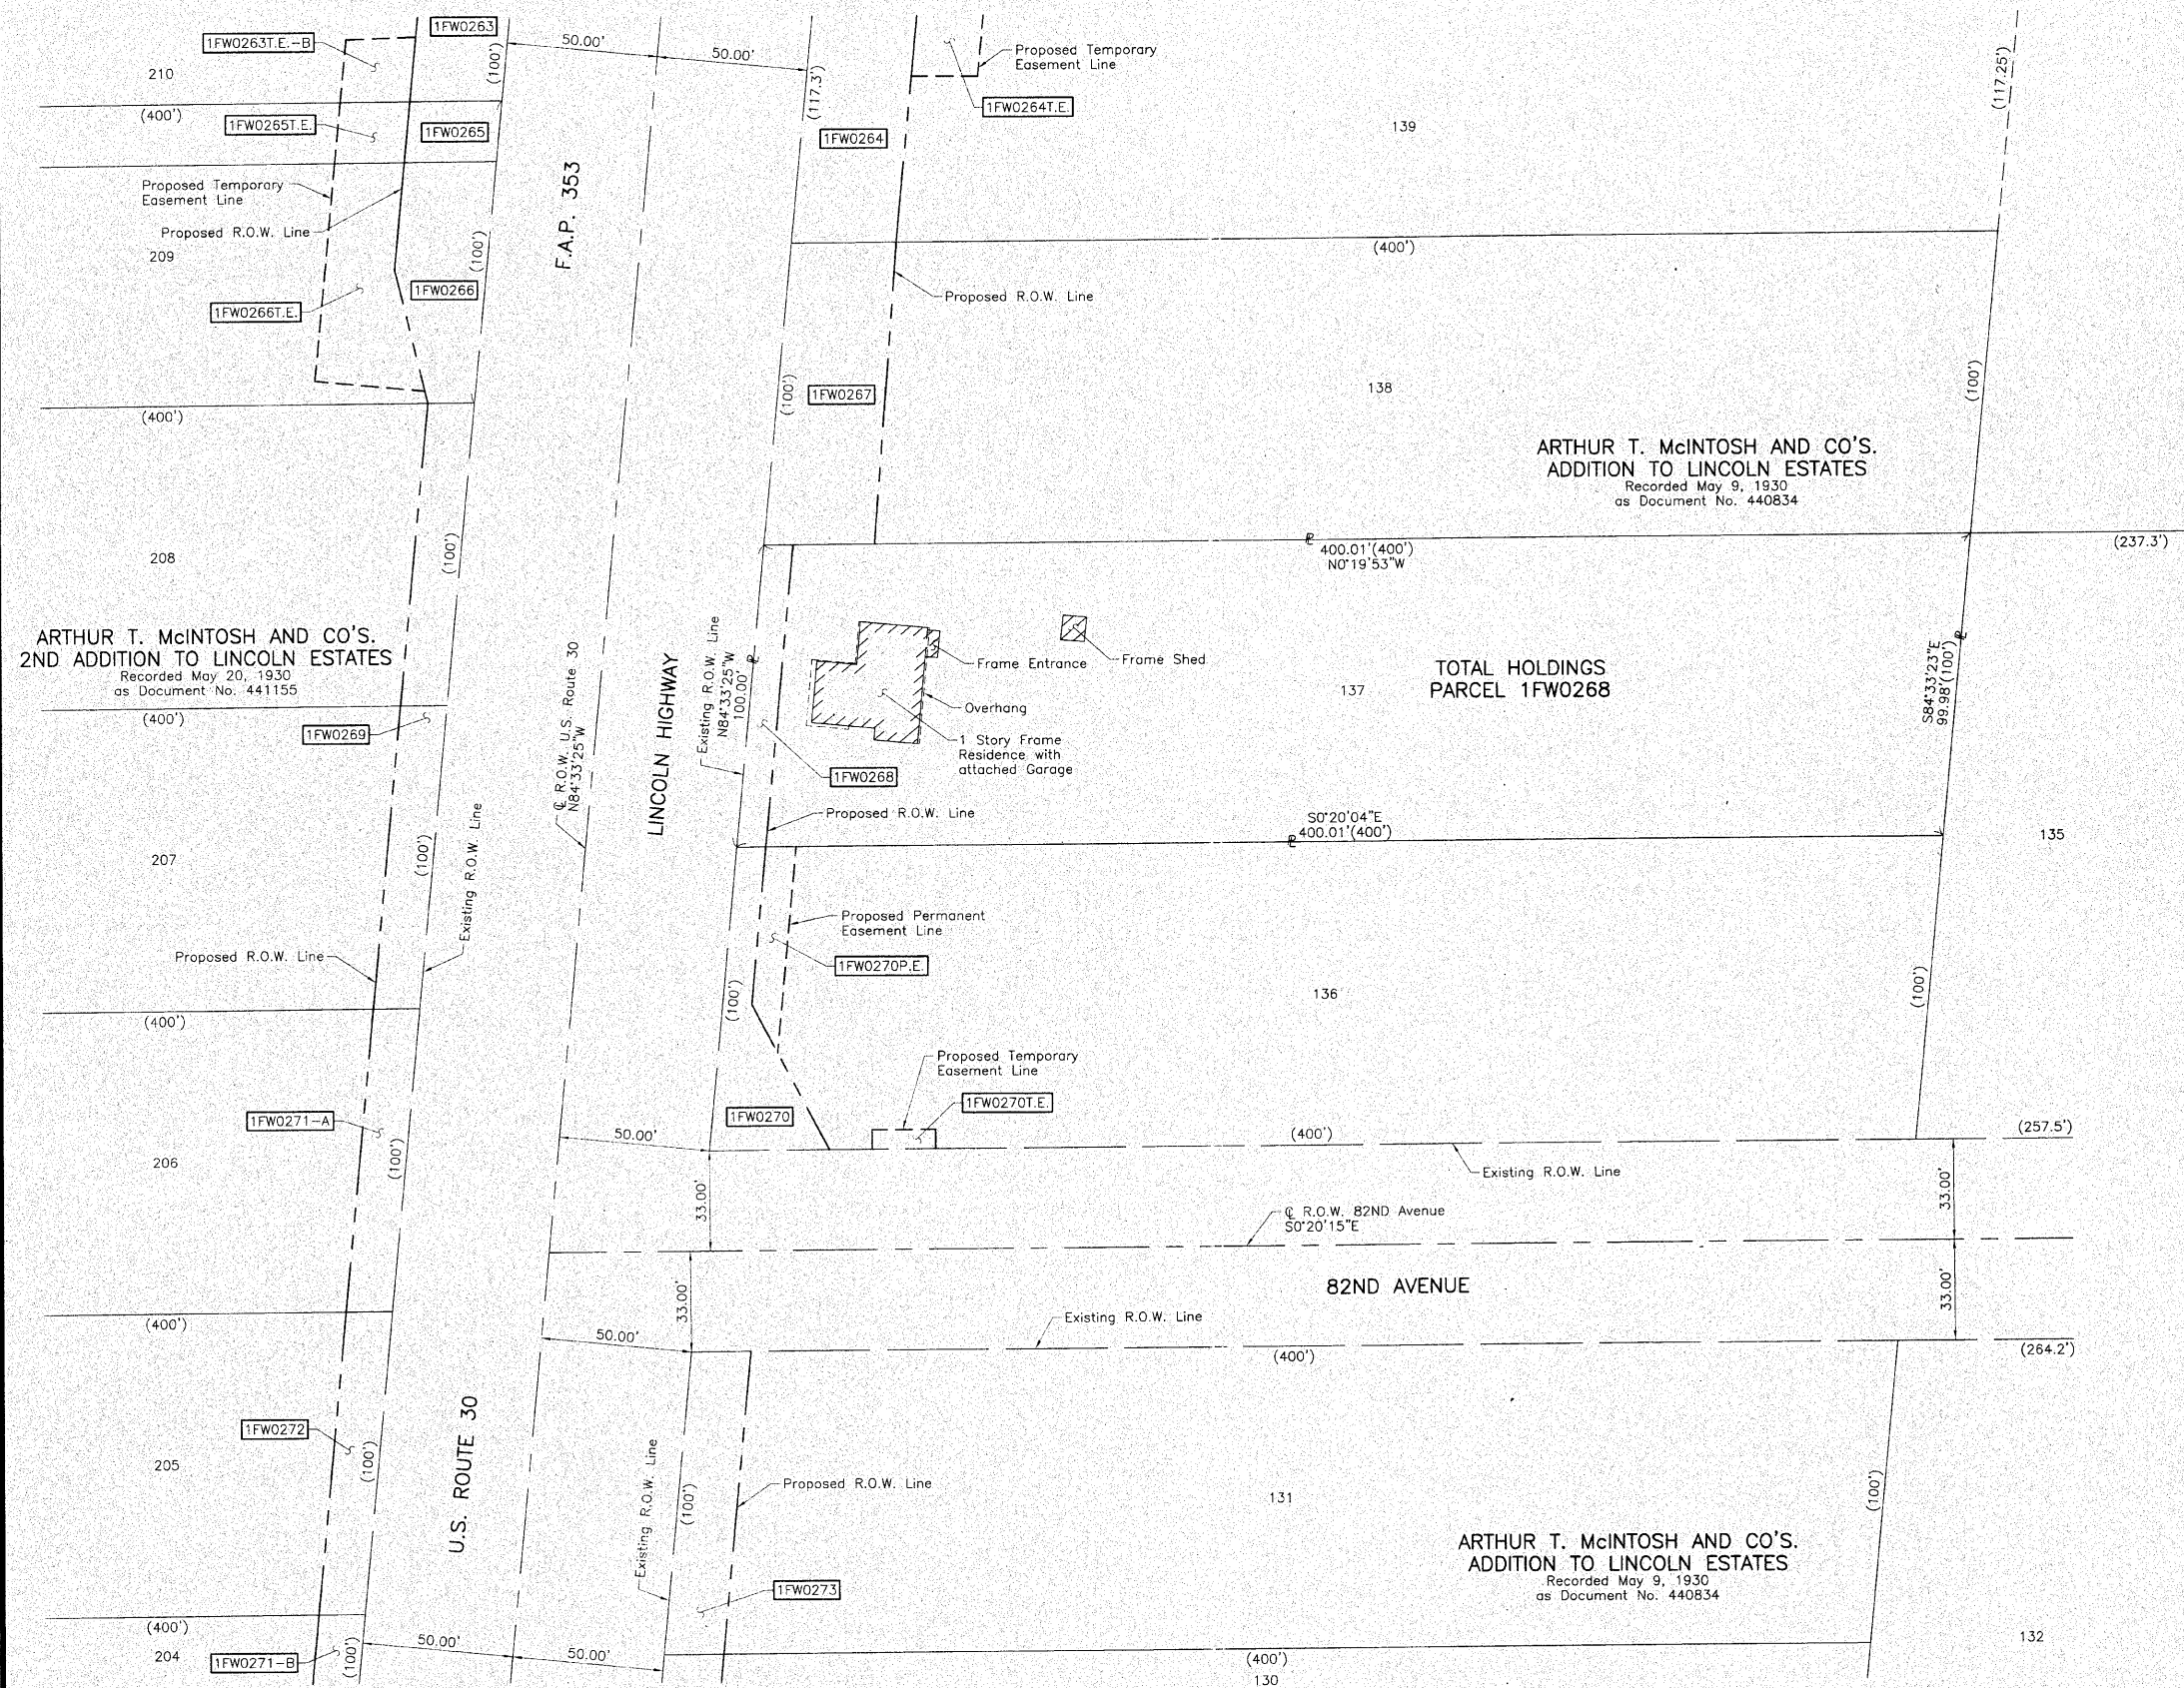 1FW0263
1FW0263T.E.-B
210
(400')
1FW0265T.E.
1FW0265
(100')
50.00'
50.00'
(117.3')
1FW0264
Proposed Temporary
Easement Line
1FW0264T.E.
139
(117.25')
Proposed Temporary
Easement Line
Proposed R.O.W. Line
209
1FW0266
1FW0266T.E.
(100')
F.A.P. 353
(400')
Proposed R.O.W. Line
(400')
(100')
1FW0267
138
(100')
ARTHUR T. McINTOSH AND CO'S.
ADDITION TO LINCOLN ESTATES
Recorded May 9, 1930
as Document No. 440834
208
(100')
℄ R.O.W. U.S. Route 30
N84°33'25"W
LINCOLN HIGHWAY
Existing R.O.W. Line
N84°33'25"W
100.00'
℄
400.01'(400')
N0°19'53"W
(237.3')
ARTHUR T. McINTOSH AND CO'S.
2ND ADDITION TO LINCOLN ESTATES
Recorded May 20, 1930
as Document No. 441155
(400')
1FW0269
Frame Entrance
Frame Shed
Overhang
1 Story Frame
Residence with
attached Garage
1FW0268
Proposed R.O.W. Line
137
TOTAL HOLDINGS
PARCEL 1FW0268
S84°33'23"E
99.98'(100')
S0°20'04"E
400.01'(400')
135
207
(100')
Existing R.O.W. Line
Proposed R.O.W. Line
(400')
Proposed Permanent
Easement Line
1FW0270P.E.
(100')
136
(100')
Proposed Temporary
Easement Line
1FW0270T.E.
1FW0270
1FW0271-A
206
(100')
50.00'
(400')
(257.5')
Existing R.O.W. Line
33.00'
33.00'
℄ R.O.W. 82ND Avenue
S0°20'15"E
82ND AVENUE
33.00'
33.00'
Existing R.O.W. Line
50.00'
(400')
(400')
(264.2')
1FW0272
205
(100')
U.S. ROUTE 30
Existing R.O.W. Line
(100')
Proposed R.O.W. Line
131
(100')
ARTHUR T. McINTOSH AND CO'S.
ADDITION TO LINCOLN ESTATES
Recorded May 9, 1930
as Document No. 440834
1FW0273
(400')
204
1FW0271-B
(100')
50.00'
50.00'
(400')
130
132